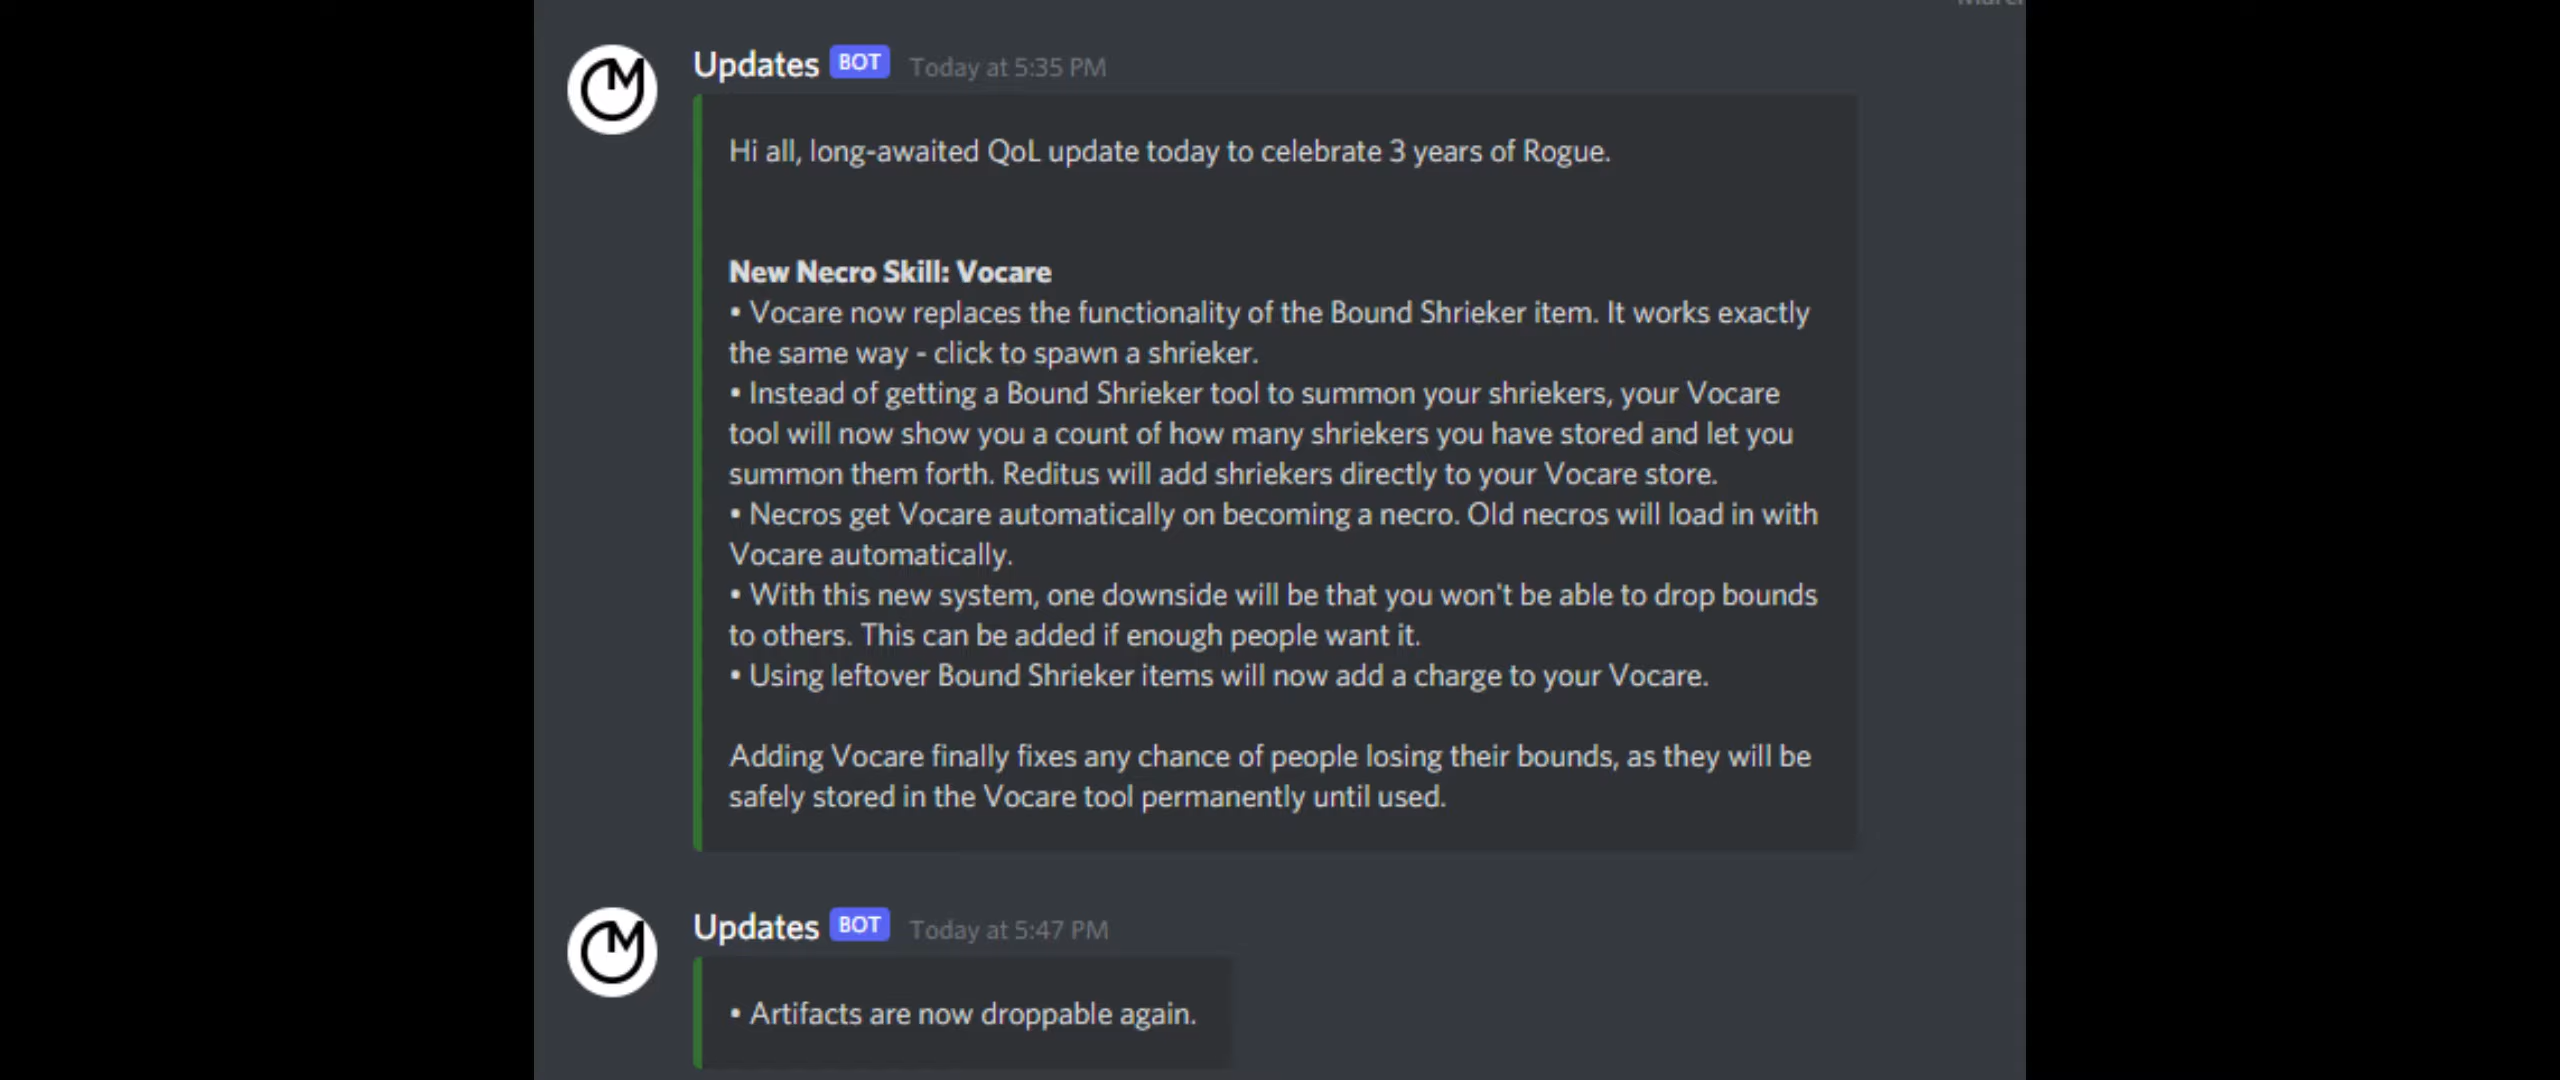 Updates BOT Today at 5:35 PM
Hi all, long-awaited QoL update today to celebrate 3 years of Rogue.
New Necro Skill: Vocare
• Vocare now replaces the functionality of the Bound Shrieker item. It works exactly
the same way - click to spawn a shrieker.
• Instead of getting a Bound Shrieker tool to summon your shriekers, your Vocare
tool will now show you a count of how many shriekers you have stored and let you
summon them forth. Reditus will add shriekers directly to your Vocare store.
• Necros get Vocare automatically on becoming a necro. Old necros will load in with
Vocare automatically.
• With this new system, one downside will be that you won't be able to drop bounds
to others. This can be added if enough people want it.
• Using leftover Bound Shrieker items will now add a charge to your Vocare.
Adding Vocare finally fixes any chance of people losing their bounds, as they will be
safely stored in the Vocare tool permanently until used.
Updates BOT Today at 5:47 PM
• Artifacts are now droppable again.